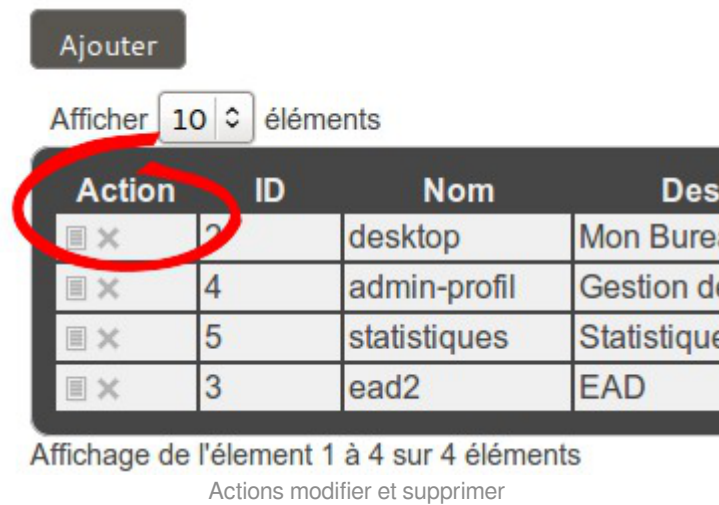 Ajouter
Afficher 10 éléments
Action ID Nom Des
2 desktop Mon Burea
4 admin-profil Gestion de
5 statistiques Statistique
3 ead2 EAD
Affichage de l'élement 1 à 4 sur 4 éléments
Actions modifier et supprimer